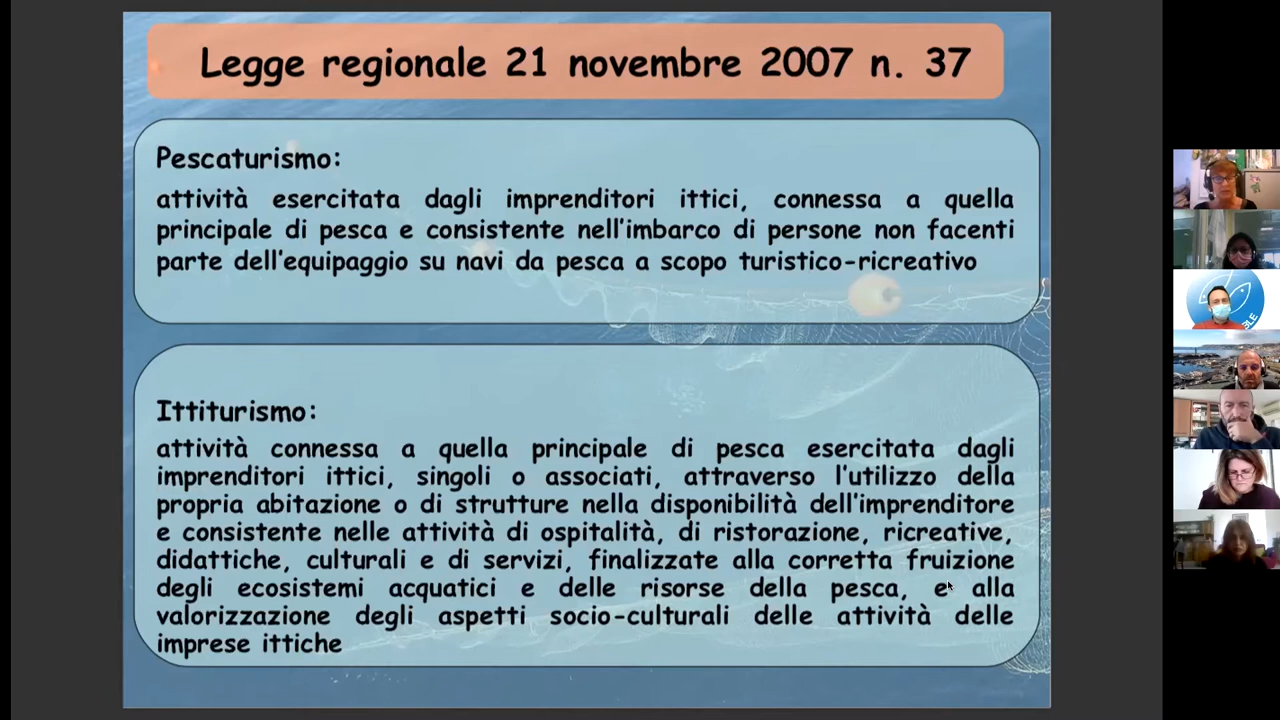 Legge regionale 21 novembre 2007 n. 37
Pescaturismo:
attività esercitata dagli imprenditori ittici, connessa a quella
principale di pesca e consistente nell'imbarco di persone non facenti
parte dell'equipaggio su navi da pesca a scopo turistico-ricreativo
Ittiturismo:
attività connessa a quella principale di pesca esercitata dagli
imprenditori ittici, singoli o associati, attraverso l'utilizzo della
propria abitazione o di strutture nella disponibilità dell'imprenditore
e consistente nelle attività di ospitalità, di ristorazione, ricreative,
didattiche, culturali e di servizi, finalizzate alla corretta fruizione
degli ecosistemi acquatici e delle risorse della pesca, e alla
valorizzazione degli aspetti socio-culturali delle attività delle
imprese ittiche